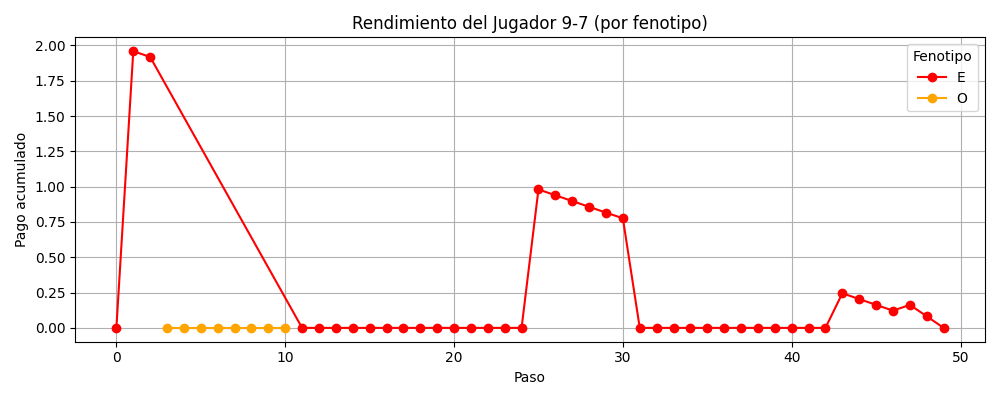 Rendimiento del Jugador 9-7 (por fenotipo)
Fenotipo
E
O
Pago acumulado
2.00
1.75
1.50
1.25
1.00
0.75
0.50
0.25
0.00
0 10 20 30 40 50
Paso